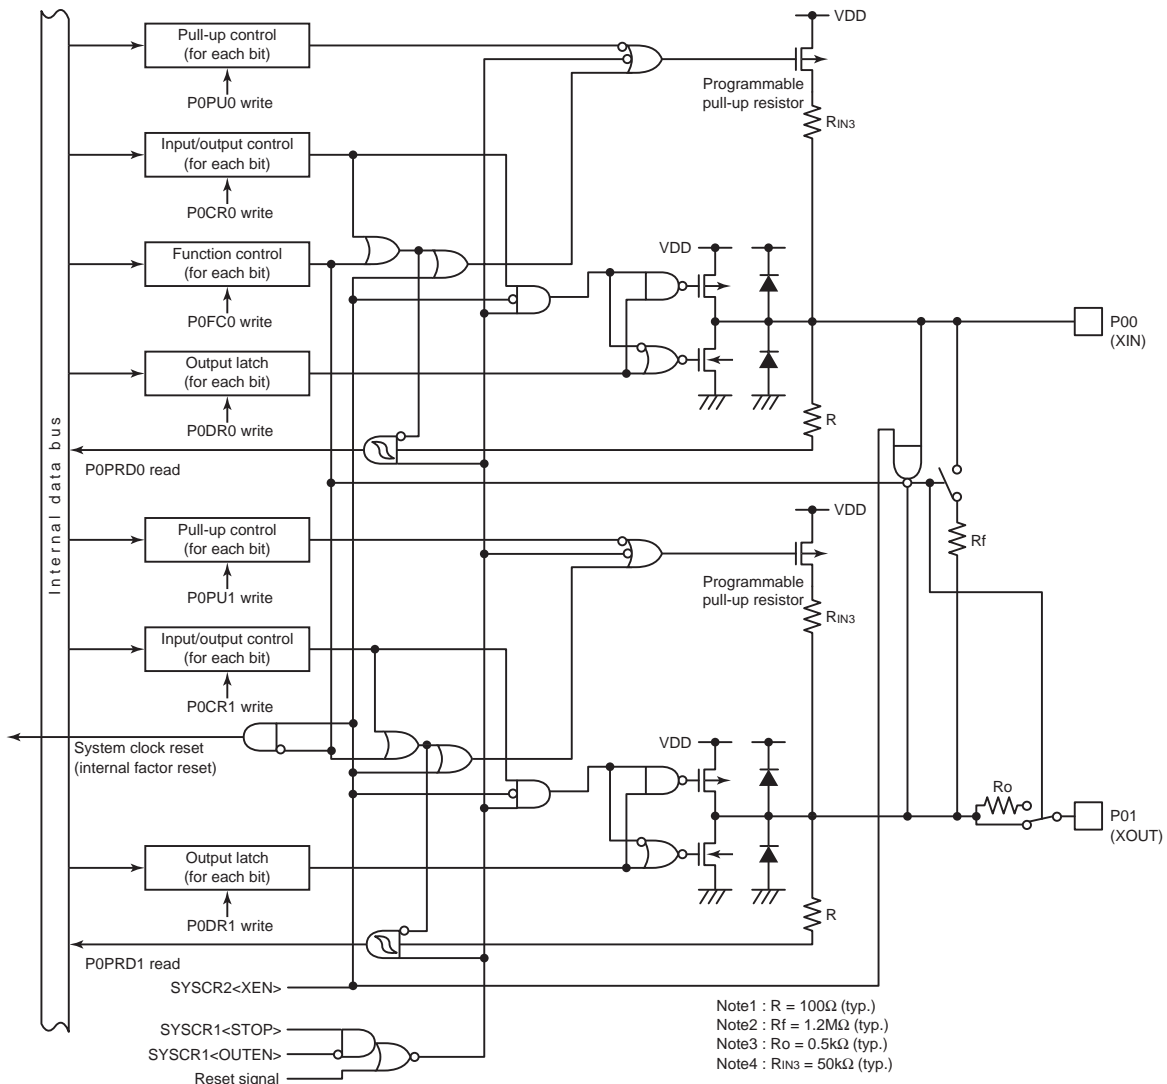 VDD
Pull-up control
(for each bit)
P0PU0 write
Programmable
pull-up resistor
RIN3
Input/output control
(for each bit)
P0CR0 write
Function control
(for each bit)
P0FC0 write
VDD
P00
(XIN)
Output latch
(for each bit)
P0DR0 write
R
P0PRD0 read
Internal data bus
VDD
Pull-up control
(for each bit)
P0PU1 write
Rf
Programmable
pull-up resistor
RIN3
Input/output control
(for each bit)
P0CR1 write
System clock reset
(internal factor reset)
VDD
Ro
P01
(XOUT)
Output latch
(for each bit)
P0DR1 write
R
P0PRD1 read
SYSCR2<XEN>
SYSCR1<STOP>
SYSCR1<OUTEN>
Reset signal
Note1 : R = 100Ω (typ.)
Note2 : Rf = 1.2MΩ (typ.)
Note3 : Ro = 0.5kΩ (typ.)
Note4 : RIN3 = 50kΩ (typ.)